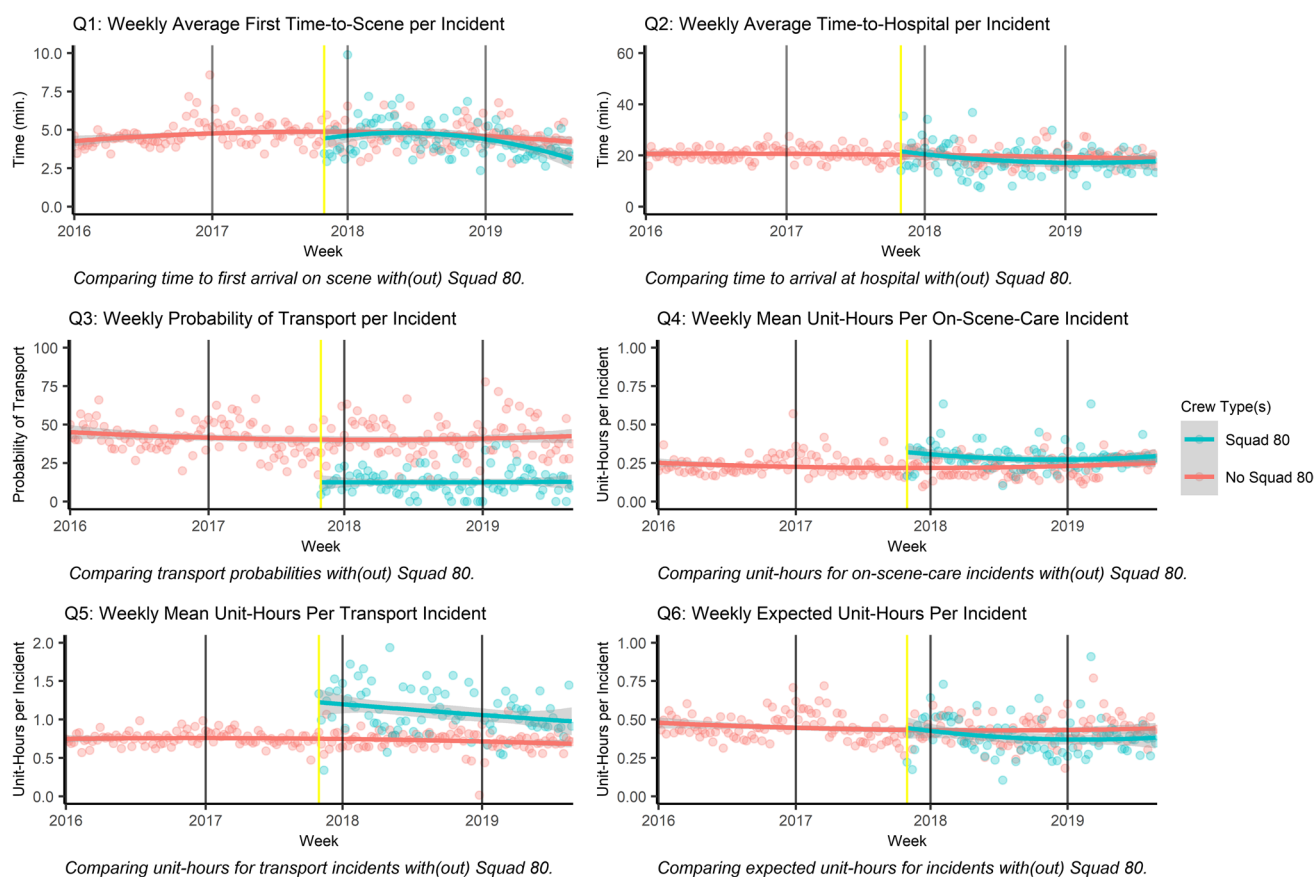 Q1: Weekly Average First Time-to-Scene per Incident
Time (min.)
10.0
7.5
5.0
2.5
0.0
2016 2017 2018 2019
Week
Comparing time to first arrival on scene with(out) Squad 80.
Q2: Weekly Average Time-to-Hospital per Incident
Time (min.)
60
40
20
0
2016 2017 2018 2019
Week
Comparing time to arrival at hospital with(out) Squad 80.
Q3: Weekly Probability of Transport per Incident
Probability of Transport
100
75
50
25
0
2016 2017 2018 2019
Week
Comparing transport probabilities with(out) Squad 80.
Q4: Weekly Mean Unit-Hours Per On-Scene-Care Incident
Unit-Hours per Incident
1.00
0.75
0.50
0.25
0.00
2016 2017 2018 2019
Week
Comparing unit-hours for on-scene-care incidents with(out) Squad 80.
Crew Type(s)
Squad 80
No Squad 80
Q5: Weekly Mean Unit-Hours Per Transport Incident
Unit-Hours per Incident
2.0
1.5
1.0
0.5
0.0
2016 2017 2018 2019
Week
Comparing unit-hours for transport incidents with(out) Squad 80.
Q6: Weekly Expected Unit-Hours Per Incident
Unit-Hours per Incident
1.00
0.75
0.50
0.25
0.00
2016 2017 2018 2019
Week
Comparing expected unit-hours for incidents with(out) Squad 80.